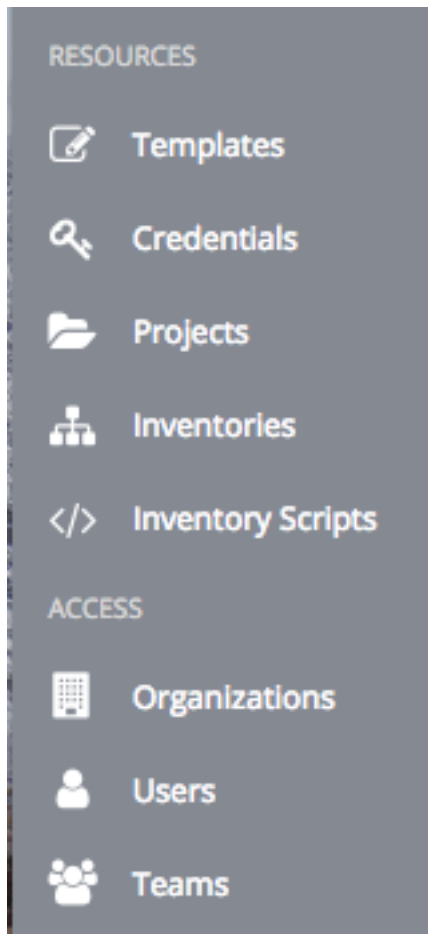 RESOURCES
Templates
Credentials
Projects
Inventories
Inventory Scripts
ACCESS
Organizations
Users
Teams